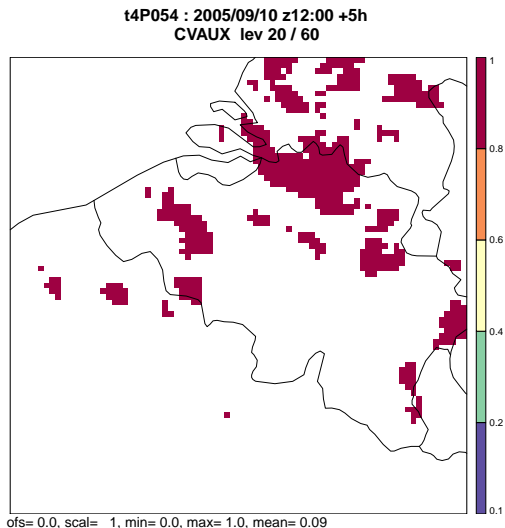 t4P054 : 2005/09/10 z12:00 +5h
CVAUX lev 20 / 60
1
0.8
0.6
0.4
0.2
0.1
ofs= 0.0, scal= 1, min= 0.0, max= 1.0, mean= 0.09